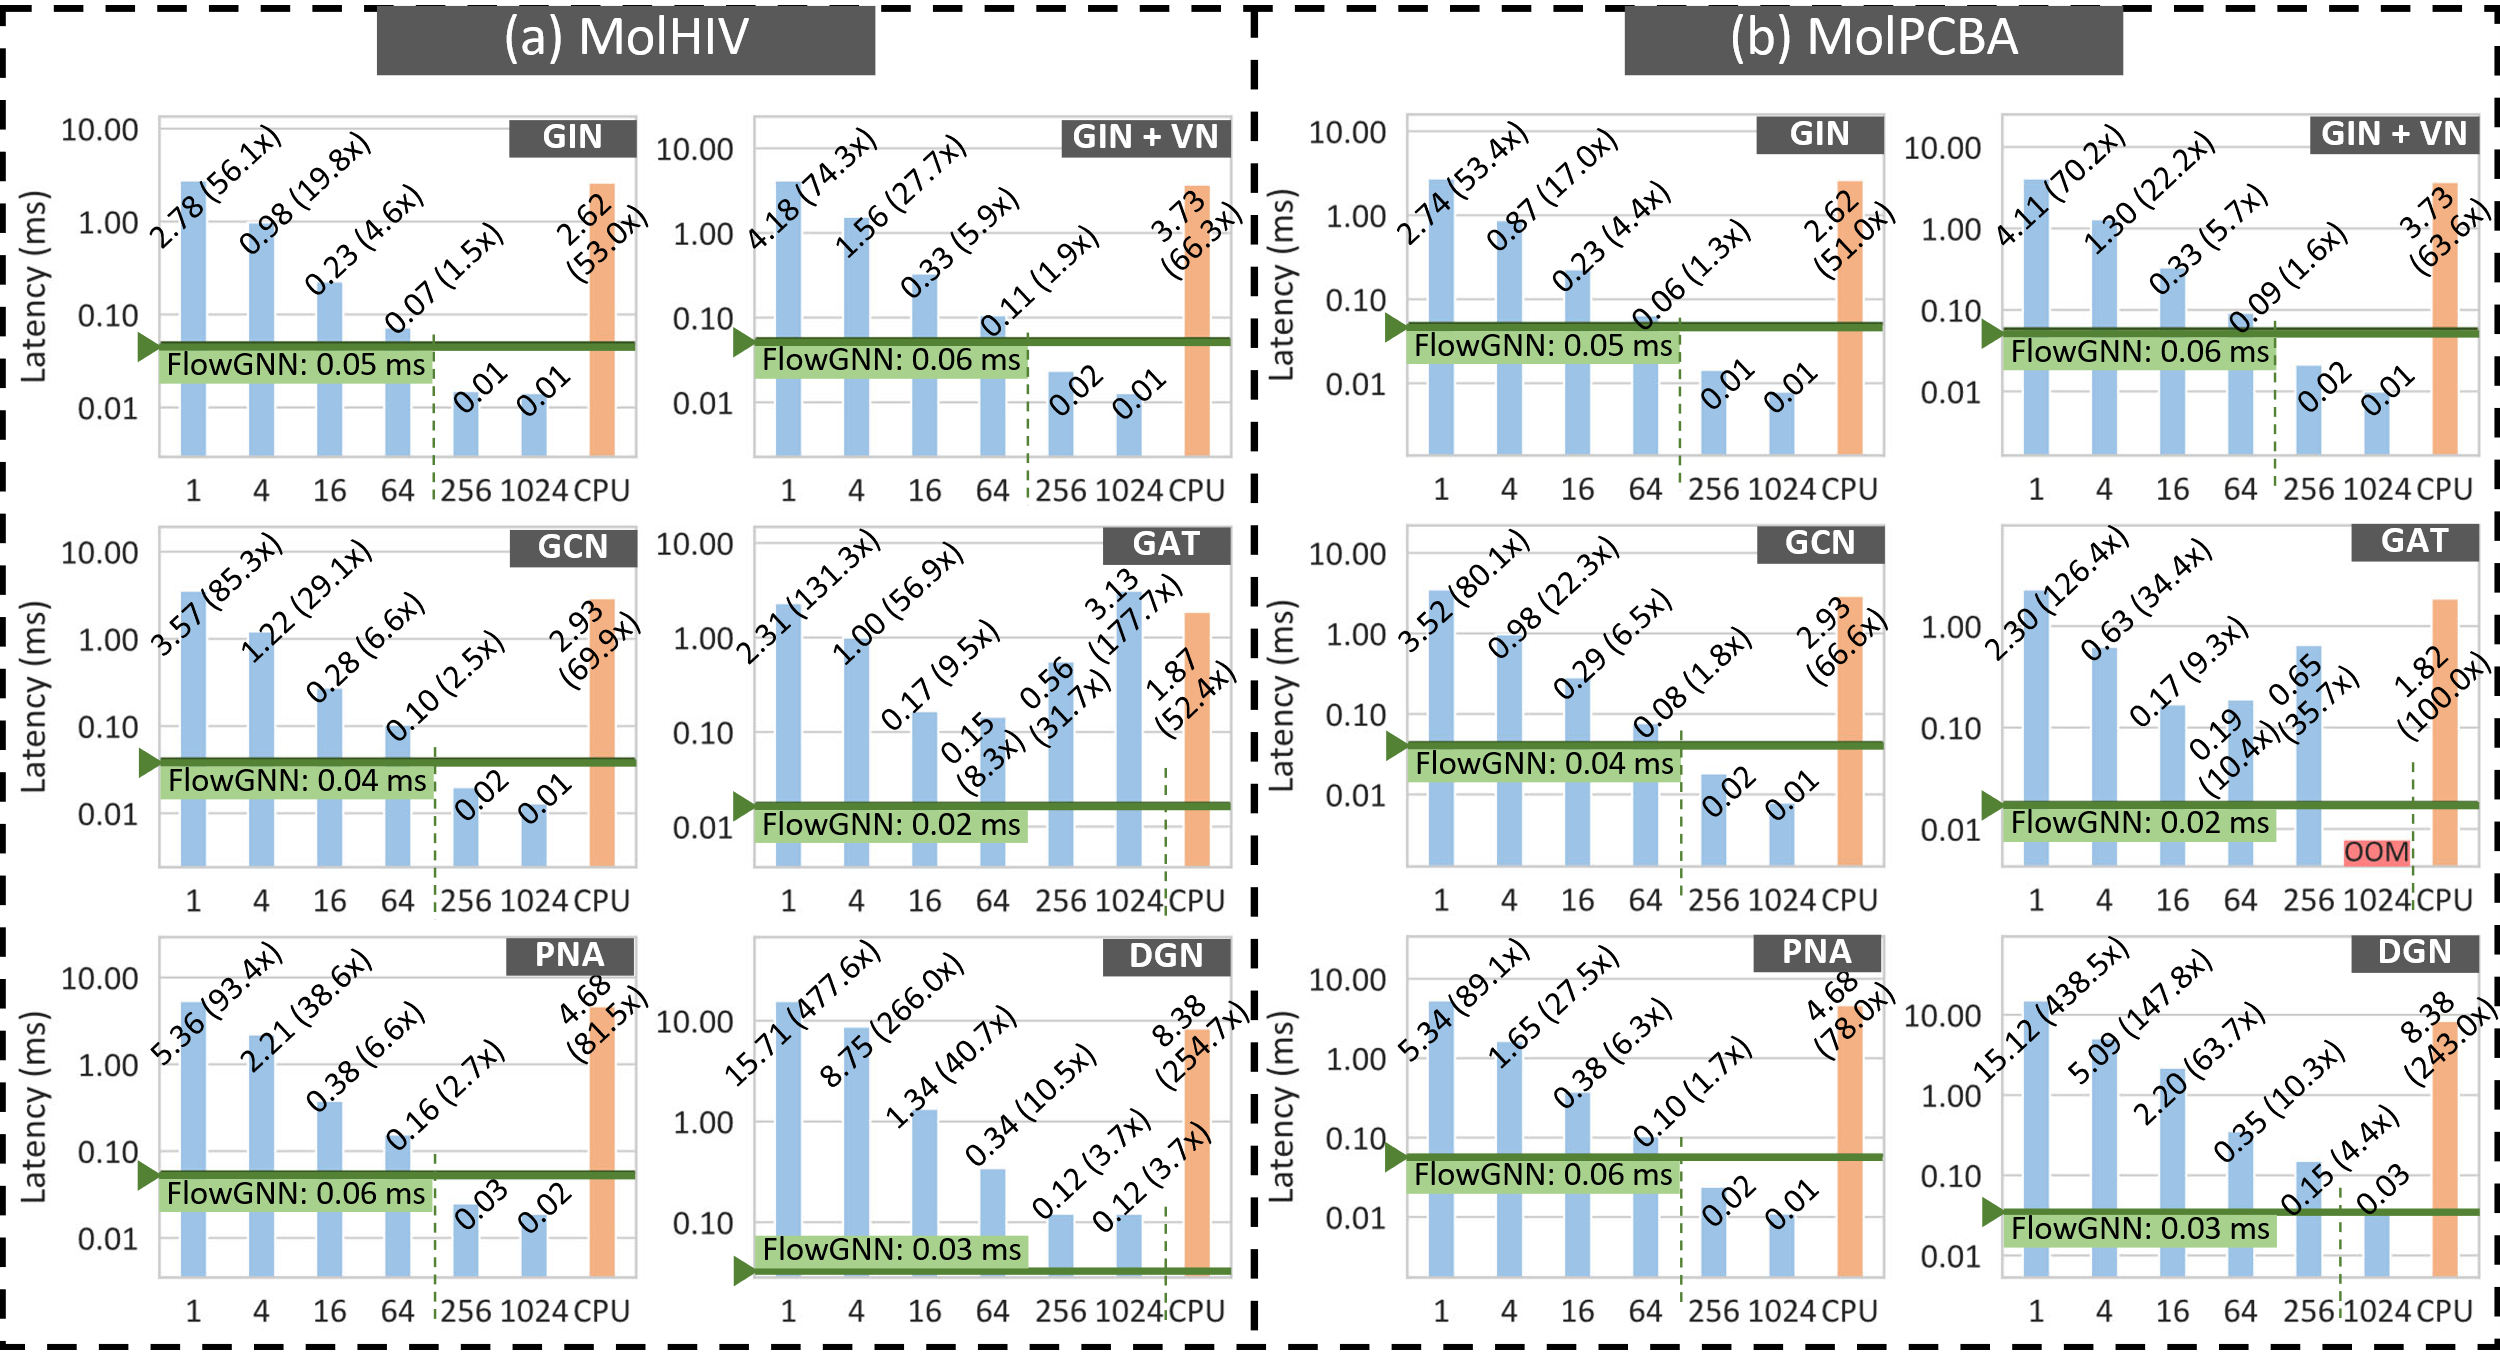 (a) MolHIV
(b) MolPCBA
GIN
Latency (ms)
10.00
1.00
0.10
0.01
2.78 (56.1x)
0.98 (19.8x)
0.23 (4.6x)
0.07 (1.5x)
0.01
0.01
2.62
(53.0x)
FlowGNN: 0.05 ms
1 4 16 64 256 1024 CPU
GIN + VN
10.00
1.00
0.10
0.01
4.18 (74.3x)
1.56 (27.7x)
0.33 (5.9x)
0.11 (1.9x)
0.02
0.01
3.73
(66.3x)
FlowGNN: 0.06 ms
1 4 16 64 256 1024 CPU
GIN
Latency (ms)
10.00
1.00
0.10
0.01
2.74 (53.4x)
0.87 (17.0x)
0.23 (4.4x)
0.06 (1.3x)
0.01
0.01
2.62
(51.0x)
FlowGNN: 0.05 ms
1 4 16 64 256 1024 CPU
GIN + VN
10.00
1.00
0.10
0.01
4.11 (70.2x)
1.30 (22.2x)
0.33 (5.7x)
0.09 (1.6x)
0.02
0.01
3.73
(63.6x)
FlowGNN: 0.06 ms
1 4 16 64 256 1024 CPU
GCN
Latency (ms)
10.00
1.00
0.10
0.01
3.57 (85.3x)
1.22 (29.1x)
0.28 (6.6x)
0.10 (2.5x)
0.02
0.01
2.93
(69.9x)
FlowGNN: 0.04 ms
1 4 16 64 256 1024 CPU
GAT
10.00
1.00
0.10
0.01
2.31 (131.3x)
1.00 (56.9x)
0.17 (9.5x)
0.15
(8.3x)
0.56
(31.7x)
3.13
(177.7x)
1.87
(52.4x)
FlowGNN: 0.02 ms
1 4 16 64 256 1024 CPU
GCN
Latency (ms)
10.00
1.00
0.10
0.01
3.52 (80.1x)
0.98 (22.3x)
0.29 (6.5x)
0.08 (1.8x)
0.02
0.01
2.93
(66.6x)
FlowGNN: 0.04 ms
1 4 16 64 256 1024 CPU
GAT
1.00
0.10
0.01
2.30 (126.4x)
0.63 (34.4x)
0.17 (9.3x)
0.19
(10.4x)
0.65
(35.7x)
OOM
1.82
(100.0x)
FlowGNN: 0.02 ms
1 4 16 64 256 1024 CPU
PNA
Latency (ms)
10.00
1.00
0.10
0.01
5.36 (93.4x)
2.21 (38.6x)
0.38 (6.6x)
0.16 (2.7x)
0.03
0.02
4.68
(81.5x)
FlowGNN: 0.06 ms
1 4 16 64 256 1024 CPU
DGN
10.00
1.00
0.10
15.71 (477.6x)
8.75 (266.0x)
1.34 (40.7x)
0.34 (10.5x)
0.12 (3.7x)
0.12 (3.7x)
8.38
(254.7x)
FlowGNN: 0.03 ms
1 4 16 64 256 1024 CPU
PNA
Latency (ms)
10.00
1.00
0.10
0.01
5.34 (89.1x)
1.65 (27.5x)
0.38 (6.3x)
0.10 (1.7x)
0.02
0.01
4.68
(78.0x)
FlowGNN: 0.06 ms
1 4 16 64 256 1024 CPU
DGN
10.00
1.00
0.10
0.01
15.12 (438.5x)
5.09 (147.8x)
2.20 (63.7x)
0.35 (10.3x)
0.15 (4.4x)
0.03
8.38
(243.0x)
FlowGNN: 0.03 ms
1 4 16 64 256 1024 CPU